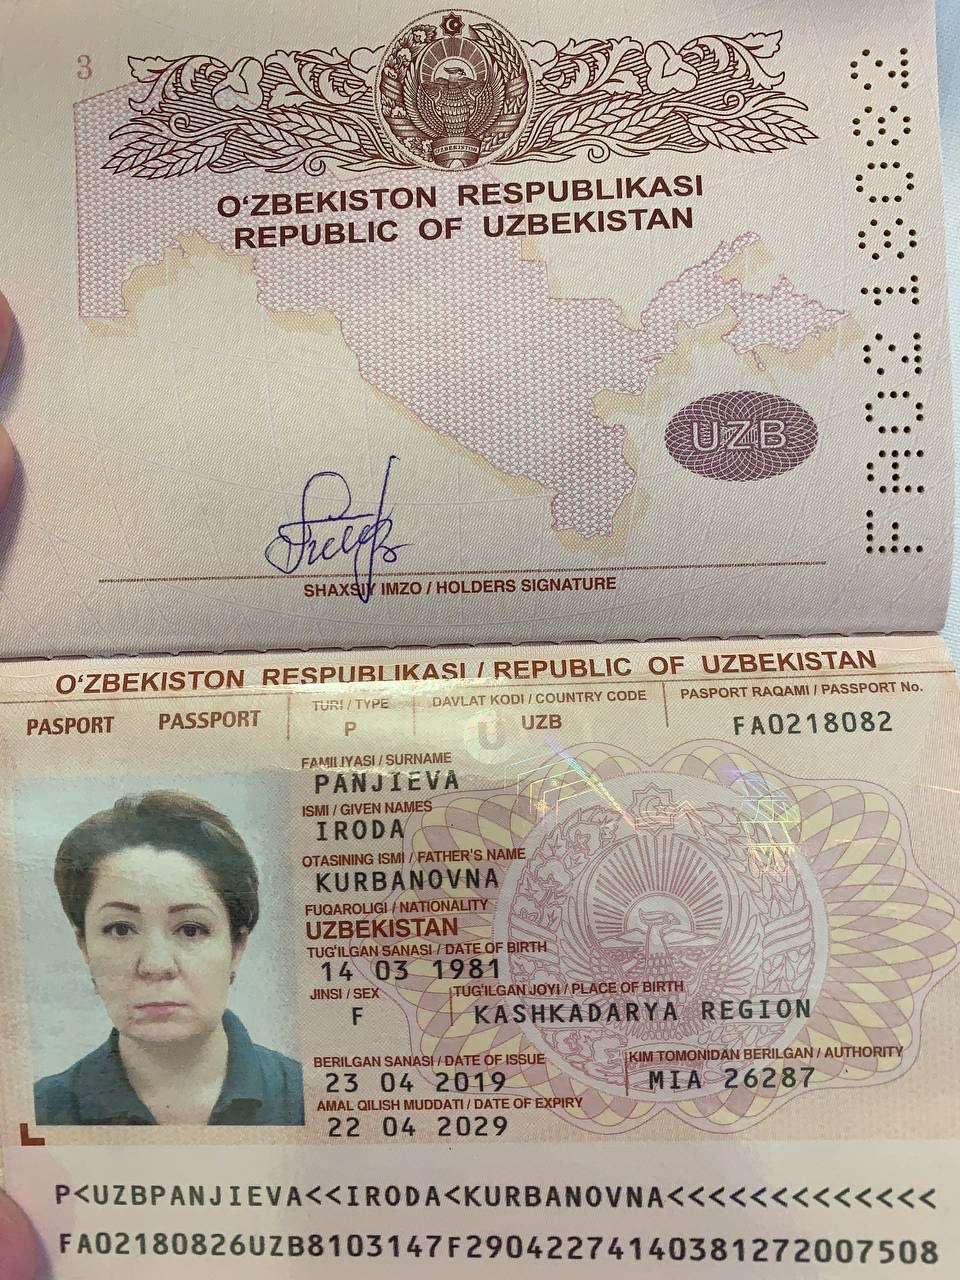 3
O‘ZBEKISTON
O‘ZBEKISTON RESPUBLIKASI
REPUBLIC OF UZBEKISTAN
FA0218082
UZB
SHAXSIY IMZO / HOLDERS SIGNATURE
O‘ZBEKISTON RESPUBLIKASI / REPUBLIC OF UZBEKISTAN
PASPORT PASSPORT
TURI / TYPE
P
DAVLAT KODI / COUNTRY CODE
UZB
PASPORT RAQAMI / PASSPORT No.
FA0218082
FAMILIYASI / SURNAME
PANJIEVA
ISMI / GIVEN NAMES
IRODA
OTASINING ISMI / FATHER'S NAME
KURBANOVNA
FUQAROLIGI / NATIONALITY
UZBEKISTAN
TUG‘ILGAN SANASI / DATE OF BIRTH
14 03 1981
JINSI / SEX
F
TUG‘ILGAN JOYI / PLACE OF BIRTH
KASHKADARYA REGION
BERILGAN SANASI / DATE OF ISSUE
23 04 2019
KIM TOMONIDAN BERILGAN / AUTHORITY
MIA 26287
AMAL QILISH MUDDATI / DATE OF EXPIRY
22 04 2029
P<UZBPANJIEVA<<IRODA<KURBANOVNA<<<<<<<<<<<<<
FA02180826UZB8103147F29042274140381272007508